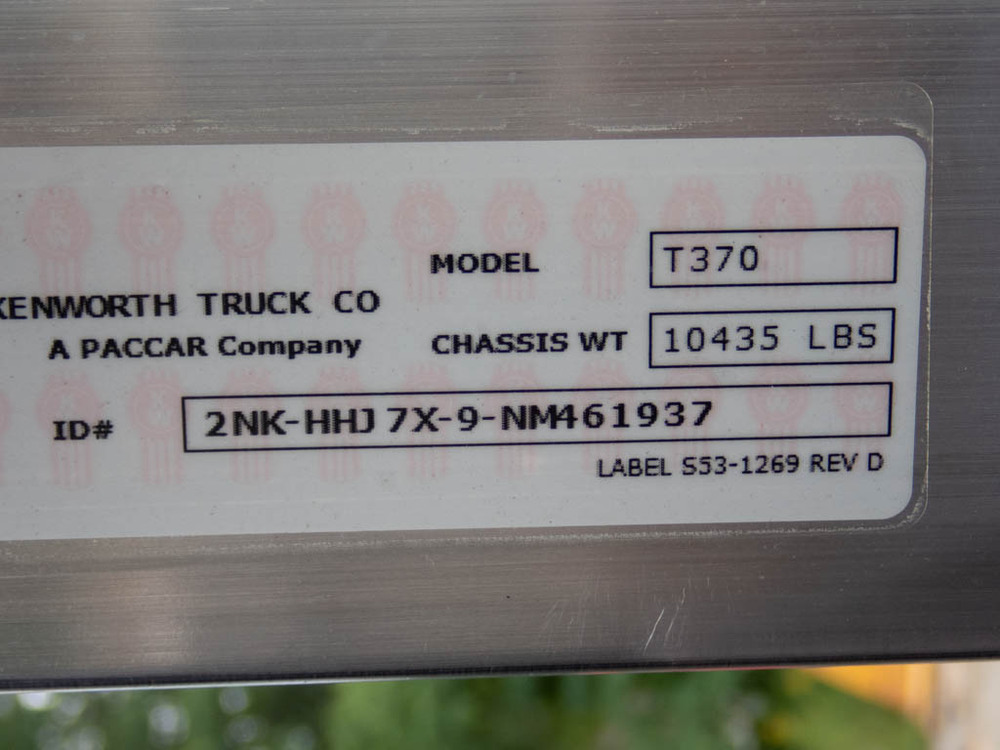 KENWORTH TRUCK CO
A PACCAR Company
MODEL T370
CHASSIS WT 10435 LBS
ID# 2NK-HHJ7X-9-NM461937
LABEL S53-1269 REV D